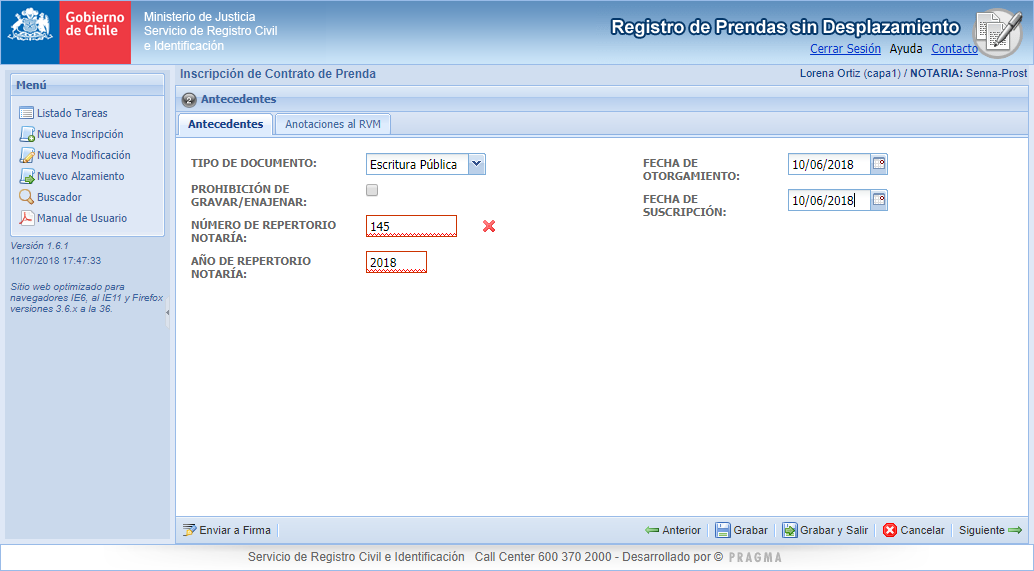 Gobierno
de Chile
Ministerio de Justicia
Servicio de Registro Civil
e Identificación
Registro de Prendas sin Desplazamiento
Cerrar Sesión Ayuda Contacto
Menú
Listado Tareas
Nueva Inscripción
Nueva Modificación
Nuevo Alzamiento
Buscador
Manual de Usuario
Versión 1.6.1
11/07/2018 17:47:33
Sitio web optimizado para
navegadores IE6, al IE11 y Firefox
versiones 3.6.x a la 36.
Inscripción de Contrato de Prenda
Lorena Ortiz (capa1) / NOTARIA: Senna-Prost
2 Antecedentes
Antecedentes Anotaciones al RVM
TIPO DE DOCUMENTO: Escritura Pública
PROHIBICIÓN DE
GRAVAR/ENAJENAR:
NÚMERO DE REPERTORIO
NOTARÍA: 145
AÑO DE REPERTORIO
NOTARÍA: 2018
FECHA DE
OTORGAMIENTO: 10/06/2018
FECHA DE
SUSCRIPCIÓN: 10/06/2018
Enviar a Firma Anterior Grabar Grabar y Salir Cancelar Siguiente
Servicio de Registro Civil e Identificación Call Center 600 370 2000 - Desarrollado por © PRAGMA